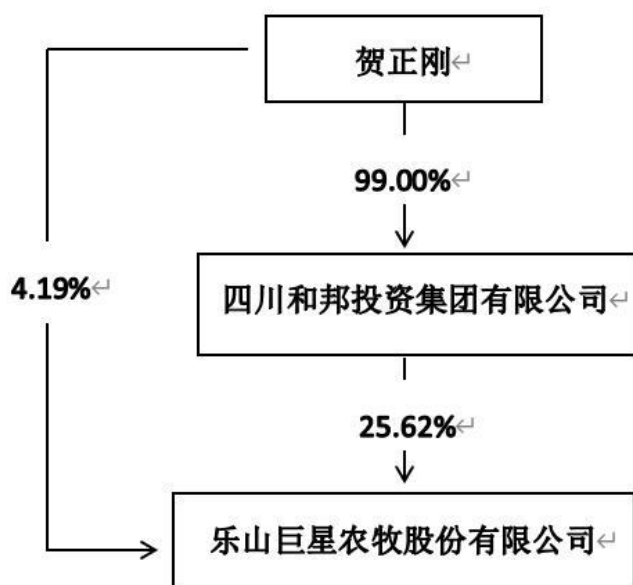 贺正刚
99.00%
4.19%
四川和邦投资集团有限公司
25.62%
乐山巨星农牧股份有限公司